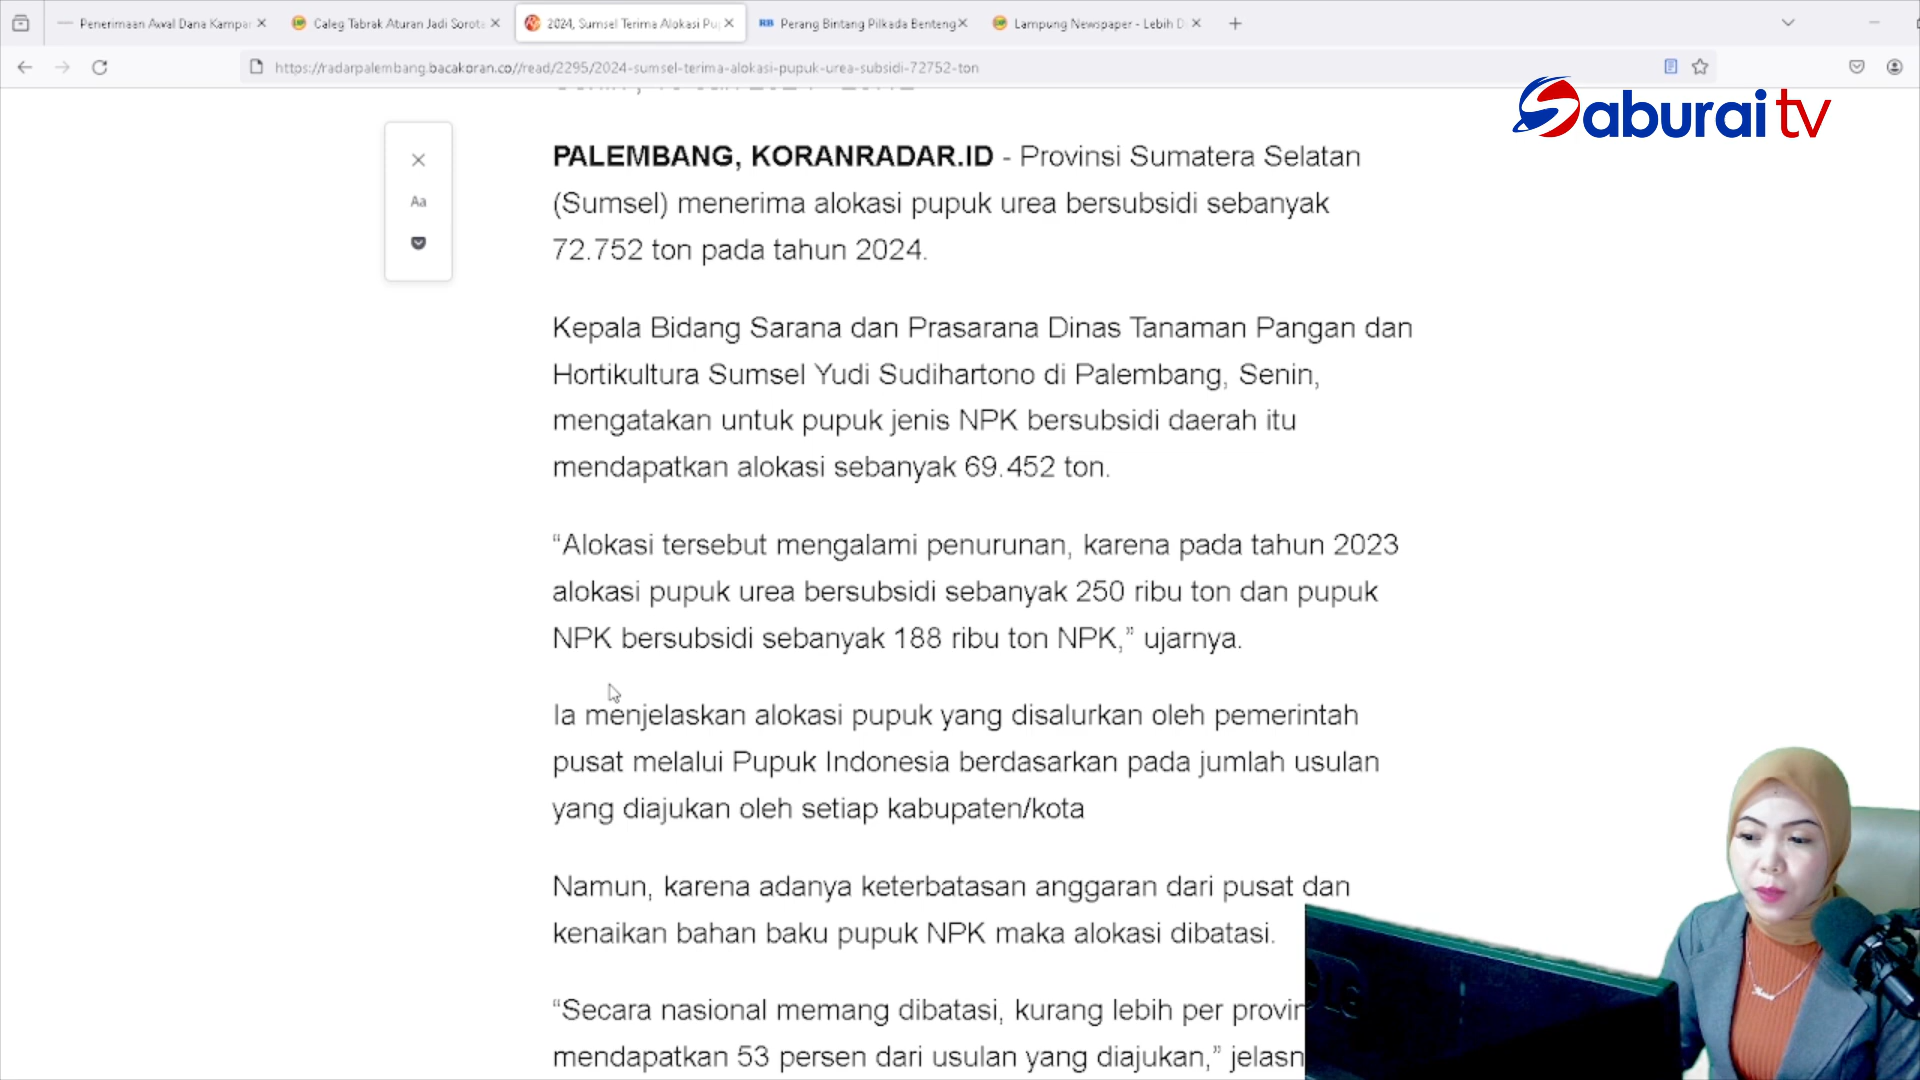 Penerimaan Awal Dana Kampa
Caleg Tabrak Aturan Jadi Sorot
2024, Sumsel Terima Alokasi Pu
RB Perang Bintang Pilkada Benteng
Lampung Newspaper - Lebih D
https://radarpalembang.bacakoran.co//read/2295/2024-sumsel-terima-alokasi-pupuk-urea-subsidi-72752-ton
Saburai tv
Aa
PALEMBANG, KORANRADAR.ID - Provinsi Sumatera Selatan
(Sumsel) menerima alokasi pupuk urea bersubsidi sebanyak
72.752 ton pada tahun 2024.
Kepala Bidang Sarana dan Prasarana Dinas Tanaman Pangan dan
Hortikultura Sumsel Yudi Sudihartono di Palembang, Senin,
mengatakan untuk pupuk jenis NPK bersubsidi daerah itu
mendapatkan alokasi sebanyak 69.452 ton.
“Alokasi tersebut mengalami penurunan, karena pada tahun 2023
alokasi pupuk urea bersubsidi sebanyak 250 ribu ton dan pupuk
NPK bersubsidi sebanyak 188 ribu ton NPK,” ujarnya.
Ia menjelaskan alokasi pupuk yang disalurkan oleh pemerintah
pusat melalui Pupuk Indonesia berdasarkan pada jumlah usulan
yang diajukan oleh setiap kabupaten/kota
Namun, karena adanya keterbatasan anggaran dari pusat dan
kenaikan bahan baku pupuk NPK maka alokasi dibatasi.
“Secara nasional memang dibatasi, kurang lebih per provin
mendapatkan 53 persen dari usulan yang diajukan,” jelasn